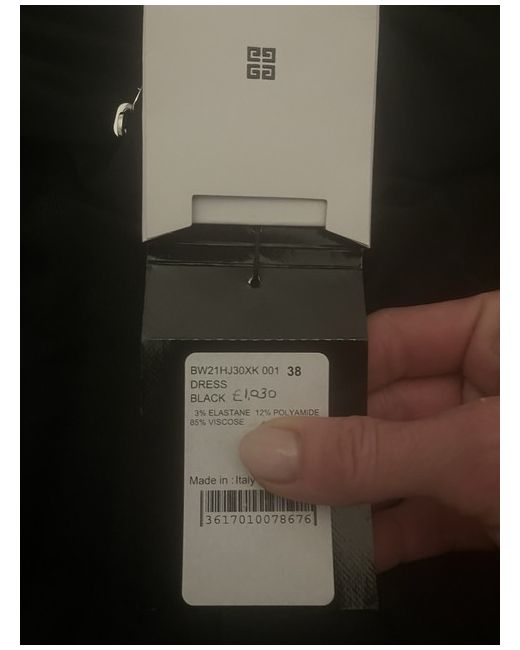 BW21HJ30XK 001 38
DRESS
BLACK £1,030
3% ELASTANE 12% POLYAMIDE
85% VISCOSE
Made in : Italy
3617010078676